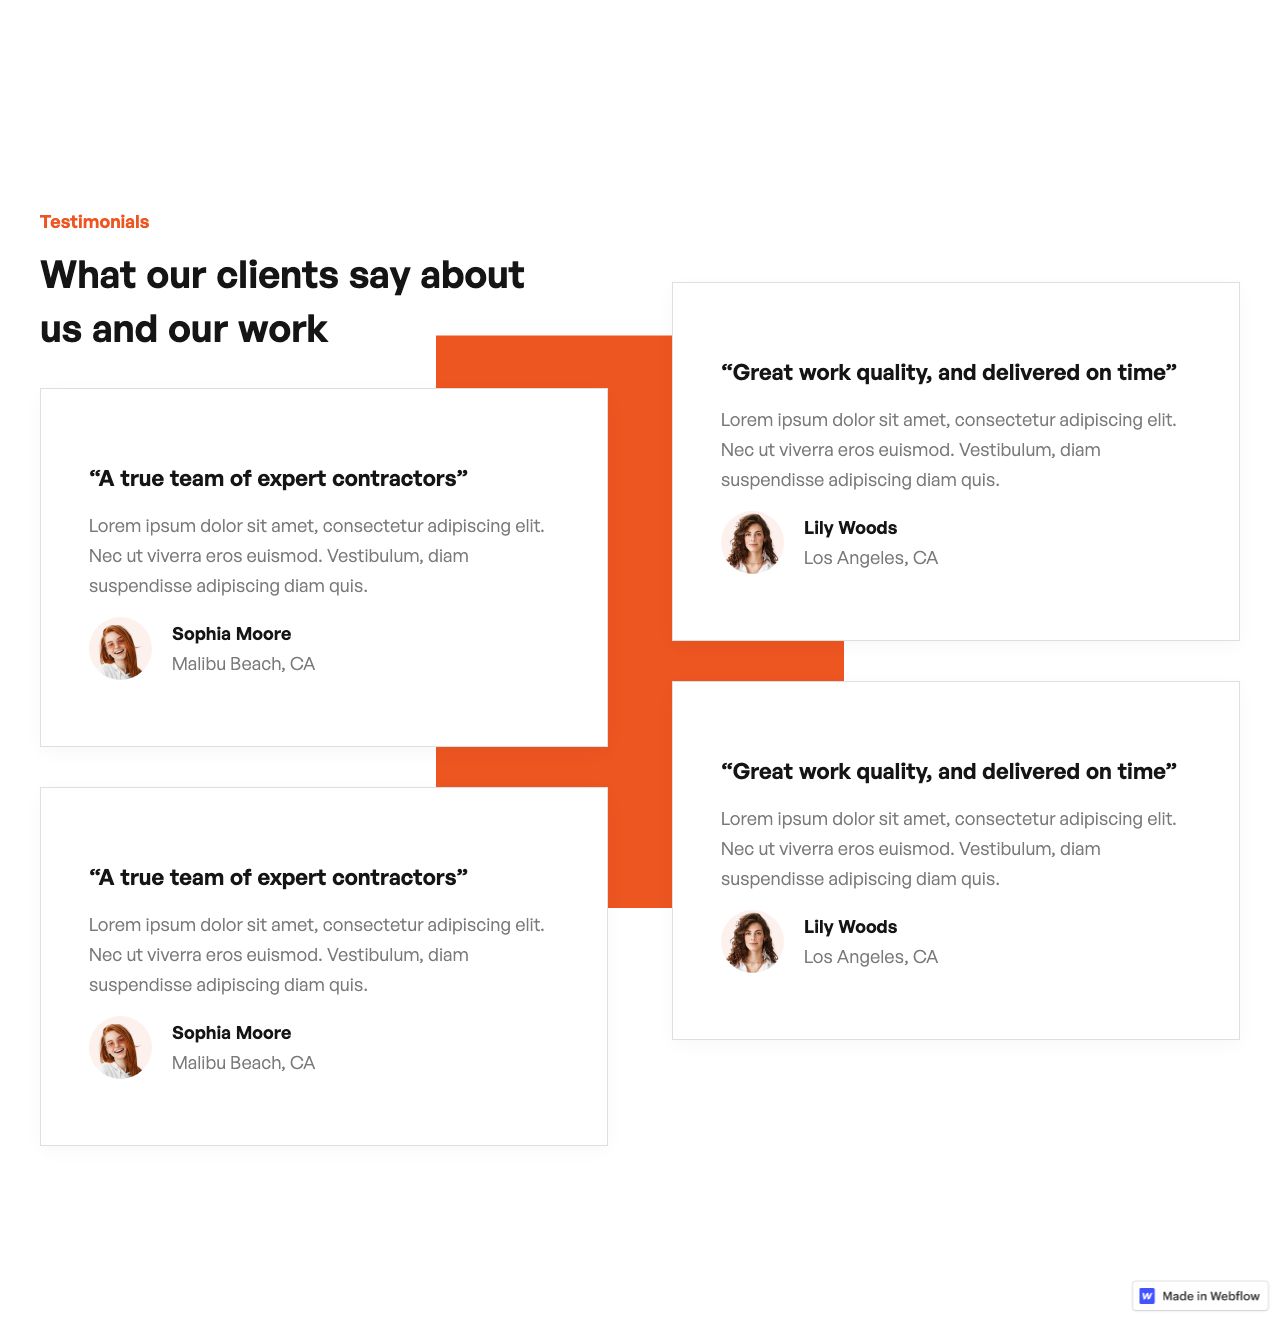 Testimonials
What our clients say about
us and our work
“A true team of expert contractors”
Lorem ipsum dolor sit amet, consectetur adipiscing elit.
Nec ut viverra eros euismod. Vestibulum, diam
suspendisse adipiscing diam quis.
Sophia Moore
Malibu Beach, CA
“A true team of expert contractors”
Lorem ipsum dolor sit amet, consectetur adipiscing elit.
Nec ut viverra eros euismod. Vestibulum, diam
suspendisse adipiscing diam quis.
Sophia Moore
Malibu Beach, CA
“Great work quality, and delivered on time”
Lorem ipsum dolor sit amet, consectetur adipiscing elit.
Nec ut viverra eros euismod. Vestibulum, diam
suspendisse adipiscing diam quis.
Lily Woods
Los Angeles, CA
“Great work quality, and delivered on time”
Lorem ipsum dolor sit amet, consectetur adipiscing elit.
Nec ut viverra eros euismod. Vestibulum, diam
suspendisse adipiscing diam quis.
Lily Woods
Los Angeles, CA
Made in Webflow